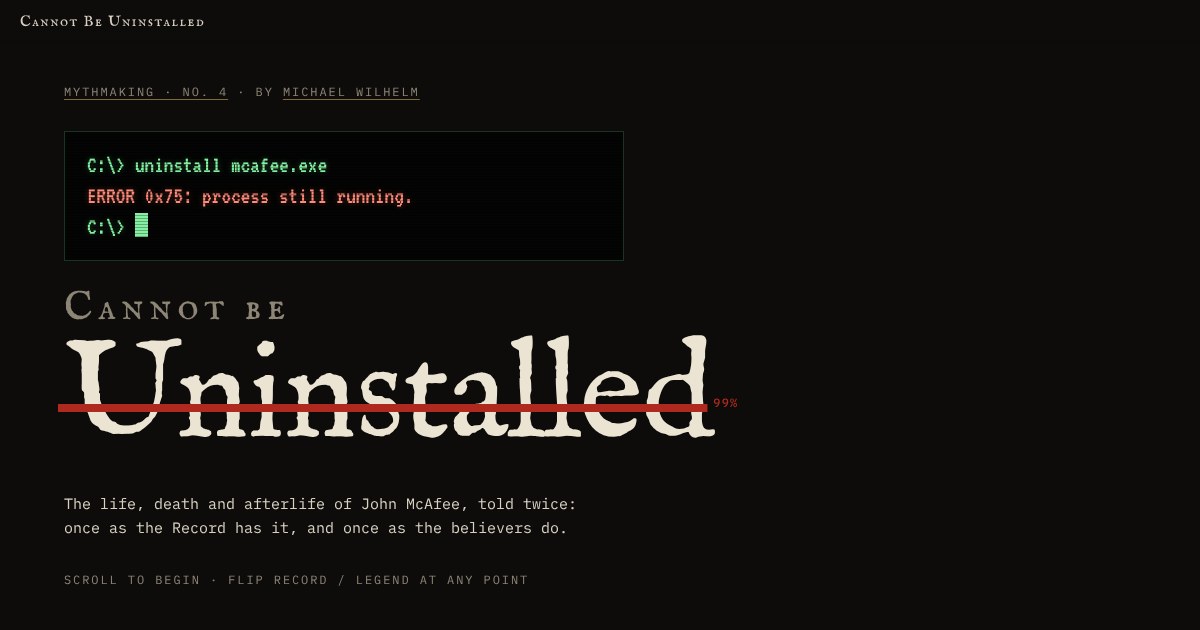 Cannot Be Uninstalled
MYTHMAKING · NO. 4 · BY MICHAEL WILHELM
C:\> uninstall mcafee.exe
ERROR 0x75: process still running.
C:\>
Cannot be
Uninstalled
99%
The life, death and afterlife of John McAfee, told twice:
once as the Record has it, and once as the believers do.
SCROLL TO BEGIN · FLIP RECORD / LEGEND AT ANY POINT